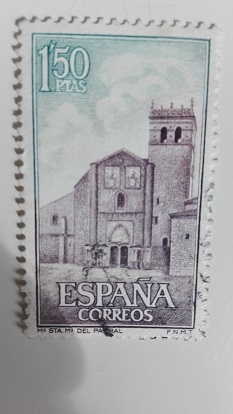 1'50
PTAS
ESPAÑA
CORREOS
Mº STA. Mª DEL PARRAL F.N.M.T.